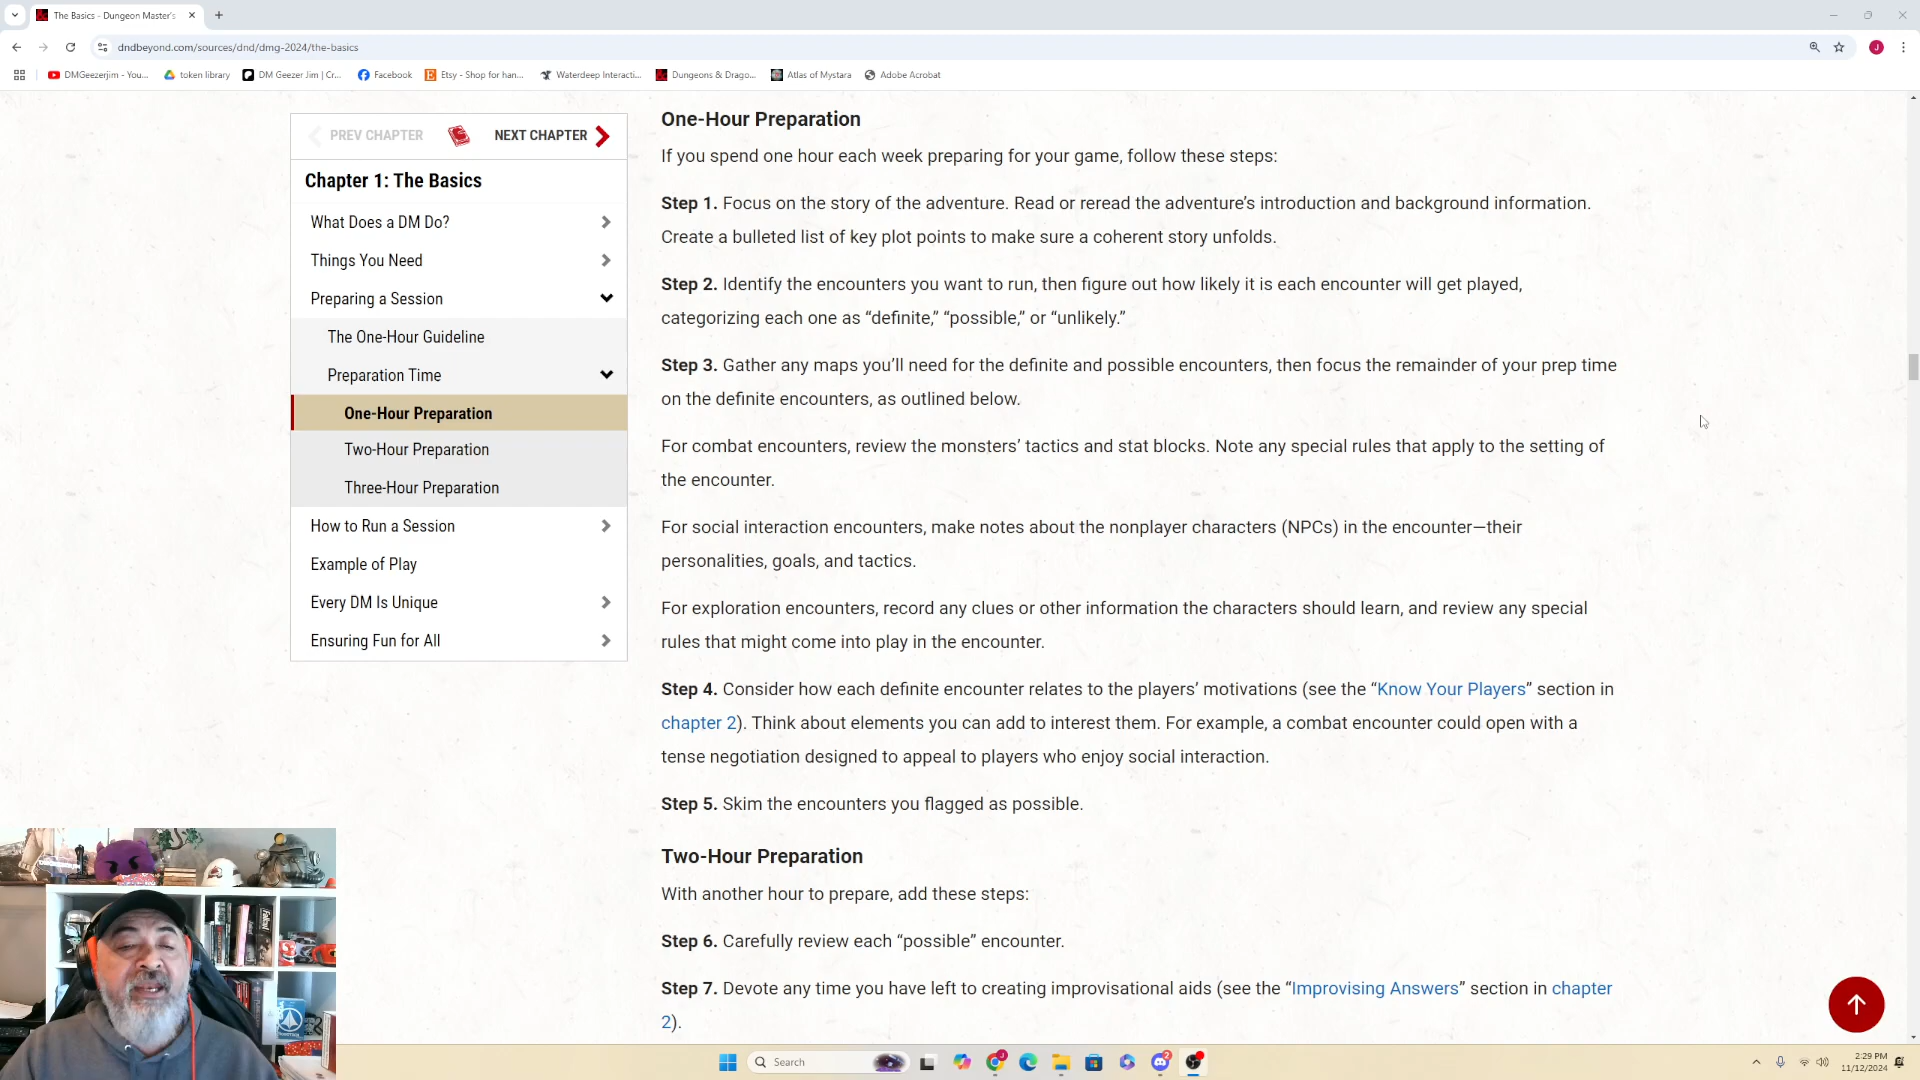 The Basics - Dungeon Master's
dndbeyond.com/sources/dnd/dmg-2024/the-basics
J
DMGeezerjim - You...
token library
DM Geezer Jim | Cr...
Facebook
Etsy - Shop for han...
Waterdeep Interacti...
Dungeons & Drago...
Atlas of Mystara
Adobe Acrobat
PREV CHAPTER
NEXT CHAPTER
Chapter 1: The Basics
What Does a DM Do?
Things You Need
Preparing a Session
The One-Hour Guideline
Preparation Time
One-Hour Preparation
Two-Hour Preparation
Three-Hour Preparation
How to Run a Session
Example of Play
Every DM Is Unique
Ensuring Fun for All
One-Hour Preparation
If you spend one hour each week preparing for your game, follow these steps:
Step 1. Focus on the story of the adventure. Read or reread the adventure’s introduction and background information.
Create a bulleted list of key plot points to make sure a coherent story unfolds.
Step 2. Identify the encounters you want to run, then figure out how likely it is each encounter will get played,
categorizing each one as “definite,” “possible,” or “unlikely.”
Step 3. Gather any maps you’ll need for the definite and possible encounters, then focus the remainder of your prep time
on the definite encounters, as outlined below.
For combat encounters, review the monsters’ tactics and stat blocks. Note any special rules that apply to the setting of
the encounter.
For social interaction encounters, make notes about the nonplayer characters (NPCs) in the encounter—their
personalities, goals, and tactics.
For exploration encounters, record any clues or other information the characters should learn, and review any special
rules that might come into play in the encounter.
Step 4. Consider how each definite encounter relates to the players’ motivations (see the “Know Your Players” section in
chapter 2). Think about elements you can add to interest them. For example, a combat encounter could open with a
tense negotiation designed to appeal to players who enjoy social interaction.
Step 5. Skim the encounters you flagged as possible.
Two-Hour Preparation
With another hour to prepare, add these steps:
Step 6. Carefully review each “possible” encounter.
Step 7. Devote any time you have left to creating improvisational aids (see the “Improvising Answers” section in chapter
2).
Search
2:29 PM
11/12/2024